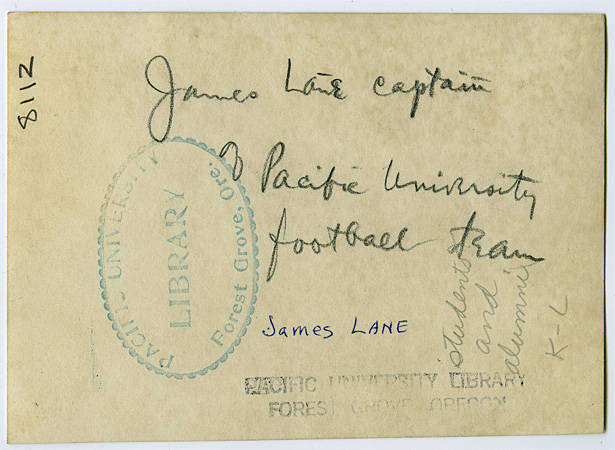 8112
James Lane captain
of Pacific University
football team
PACIFIC UNIVERSITY
LIBRARY
Forest Grove, Ore.
James LANE
students
and
alumni
K-L
PACIFIC UNIVERSITY LIBRARY
FOREST GROVE OREGON